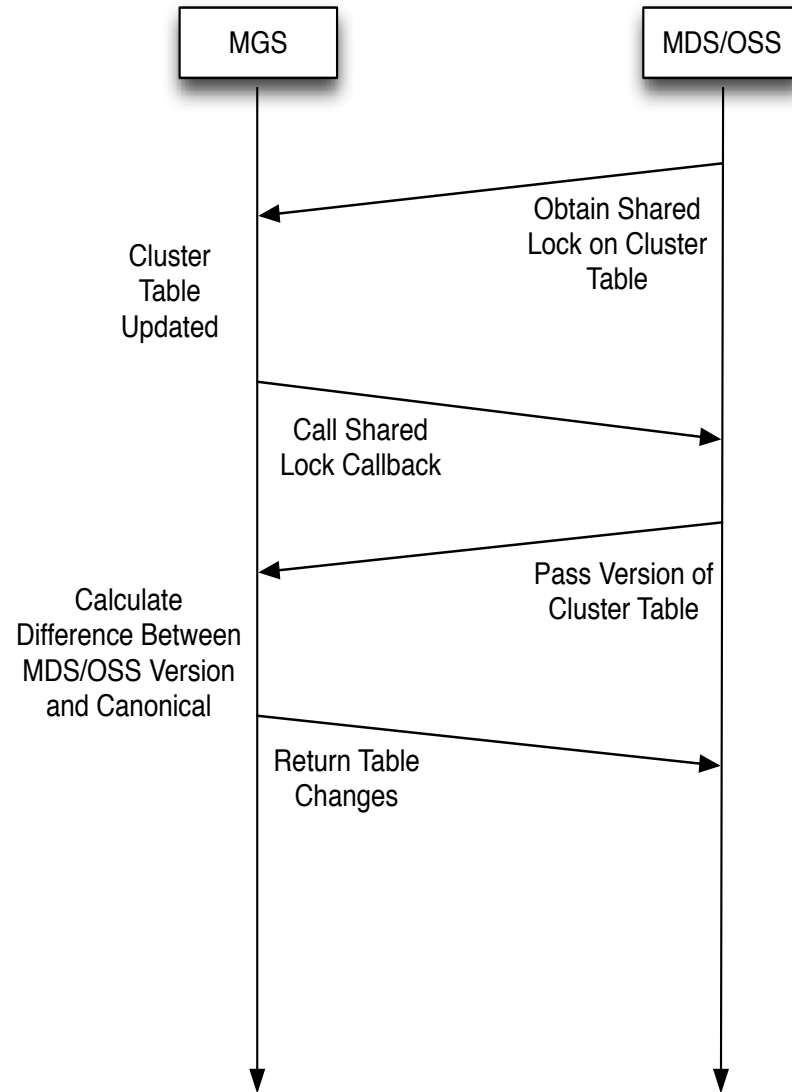 MGS
MDS/OSS
Obtain Shared
Lock on Cluster
Table
Cluster
Table
Updated
Call Shared
Lock Callback
Pass Version of
Cluster Table
Calculate
Difference Between
MDS/OSS Version
and Canonical
Return Table
Changes